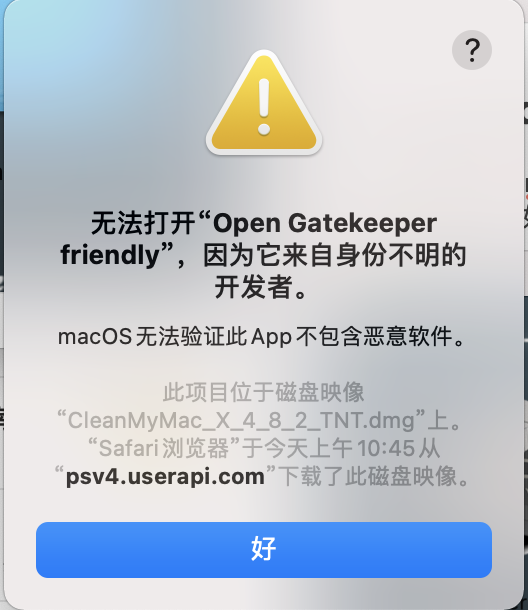 ?
无法打开“Open Gatekeeper
friendly”，因为它来自身份不明的
开发者。
macOS 无法验证此 App 不包含恶意软件。
此项目位于磁盘映像
“CleanMyMac_X_4_8_2_TNT.dmg”上。
“Safari 浏览器”于今天上午 10:45 从
“psv4.userapi.com”下载了此磁盘映像。
好